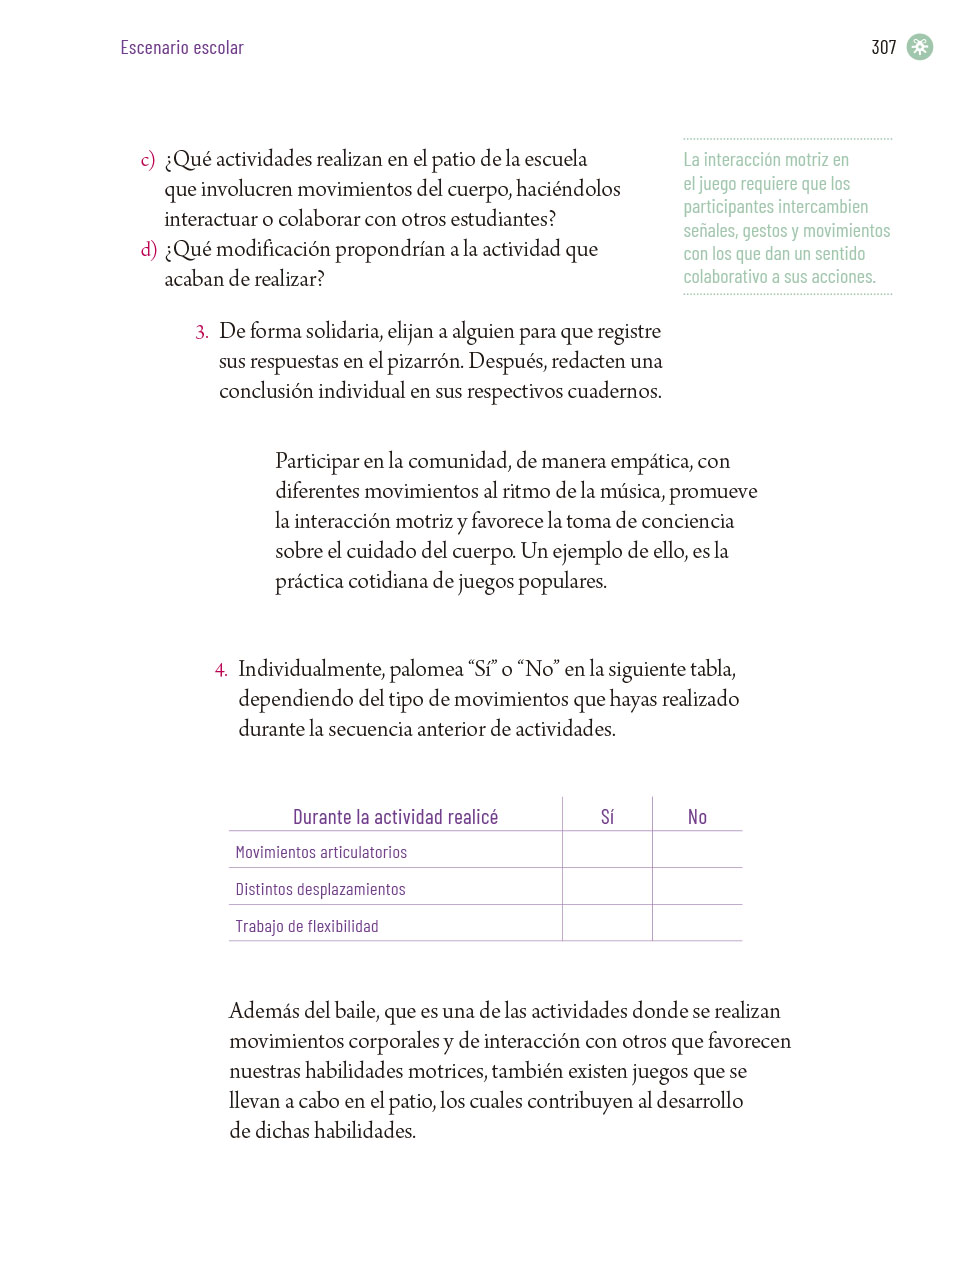 Escenario escolar
307
c) ¿Qué actividades realizan en el patio de la escuela
que involucren movimientos del cuerpo, haciéndolos
interactuar o colaborar con otros estudiantes?
d) ¿Qué modificación propondrían a la actividad que
acaban de realizar?
La interacción motriz en
el juego requiere que los
participantes intercambien
señales, gestos y movimientos
con los que dan un sentido
colaborativo a sus acciones.
3. De forma solidaria, elijan a alguien para que registre
sus respuestas en el pizarrón. Después, redacten una
conclusión individual en sus respectivos cuadernos.
Participar en la comunidad, de manera empática, con
diferentes movimientos al ritmo de la música, promueve
la interacción motriz y favorece la toma de conciencia
sobre el cuidado del cuerpo. Un ejemplo de ello, es la
práctica cotidiana de juegos populares.
4. Individualmente, palomea “Sí” o “No” en la siguiente tabla,
dependiendo del tipo de movimientos que hayas realizado
durante la secuencia anterior de actividades.
Durante la actividad realicé Sí No
Movimientos articulatorios
Distintos desplazamientos
Trabajo de flexibilidad
Además del baile, que es una de las actividades donde se realizan
movimientos corporales y de interacción con otros que favorecen
nuestras habilidades motrices, también existen juegos que se
llevan a cabo en el patio, los cuales contribuyen al desarrollo
de dichas habilidades.